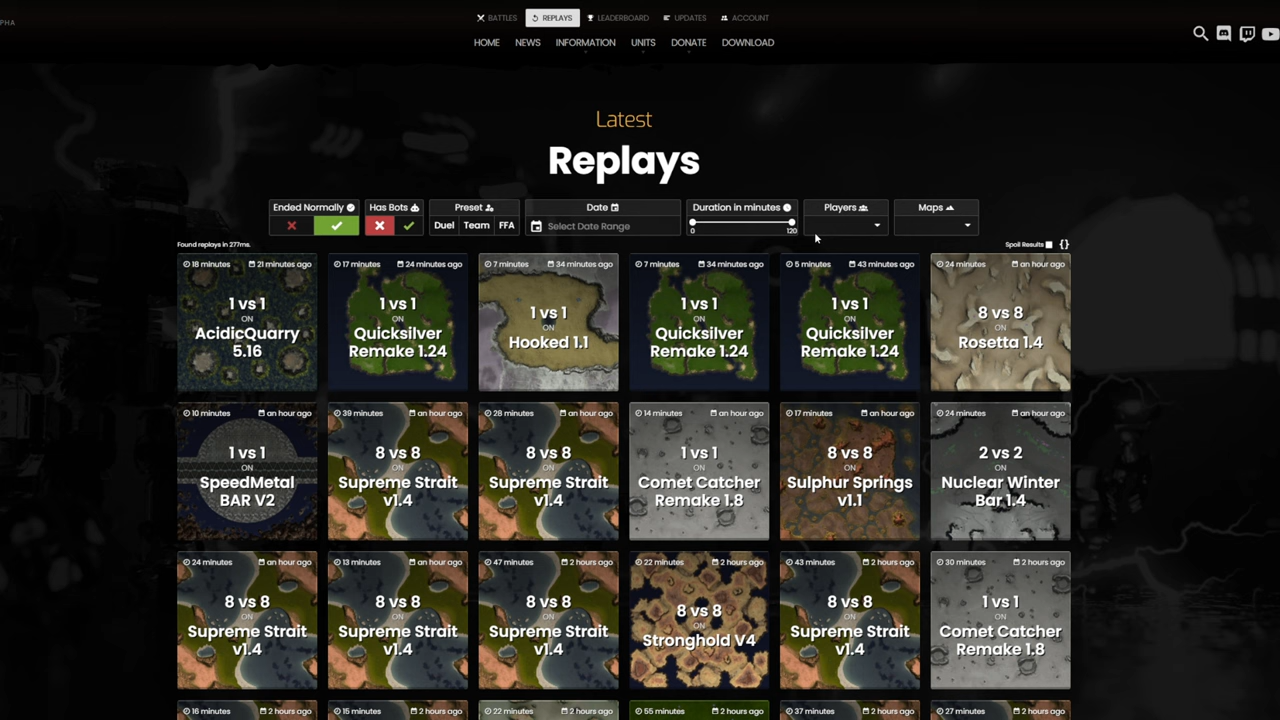 PHA
BATTLES REPLAYS LEADERBOARD UPDATES ACCOUNT
HOME NEWS INFORMATION UNITS DONATE DOWNLOAD
Latest
Replays
Ended Normally Has Bots Preset Date Duration in minutes Players Maps
Duel Team FFA Select Date Range 0 120
Found replays in 277ms. Spoil Results {}
18 minutes 21 minutes ago
1 vs 1
ON
AcidicQuarry
5.16
17 minutes 24 minutes ago
1 vs 1
ON
Quicksilver
Remake 1.24
7 minutes 34 minutes ago
1 vs 1
ON
Hooked 1.1
7 minutes 34 minutes ago
1 vs 1
ON
Quicksilver
Remake 1.24
5 minutes 43 minutes ago
1 vs 1
ON
Quicksilver
Remake 1.24
24 minutes an hour ago
8 vs 8
ON
Rosetta 1.4
10 minutes an hour ago
1 vs 1
ON
SpeedMetal
BAR V2
39 minutes an hour ago
8 vs 8
ON
Supreme Strait
v1.4
28 minutes an hour ago
8 vs 8
ON
Supreme Strait
v1.4
14 minutes an hour ago
1 vs 1
ON
Comet Catcher
Remake 1.8
17 minutes an hour ago
8 vs 8
ON
Sulphur Springs
v1.1
24 minutes an hour ago
2 vs 2
ON
Nuclear Winter
Bar 1.4
24 minutes an hour ago
8 vs 8
ON
Supreme Strait
v1.4
13 minutes an hour ago
8 vs 8
ON
Supreme Strait
v1.4
47 minutes 2 hours ago
8 vs 8
ON
Supreme Strait
v1.4
22 minutes 2 hours ago
8 vs 8
ON
Stronghold V4
43 minutes 2 hours ago
8 vs 8
ON
Supreme Strait
v1.4
30 minutes 2 hours ago
1 vs 1
ON
Comet Catcher
Remake 1.8
16 minutes 2 hours ago
15 minutes 2 hours ago
22 minutes 2 hours ago
55 minutes 2 hours ago
37 minutes 2 hours ago
27 minutes 2 hours ago